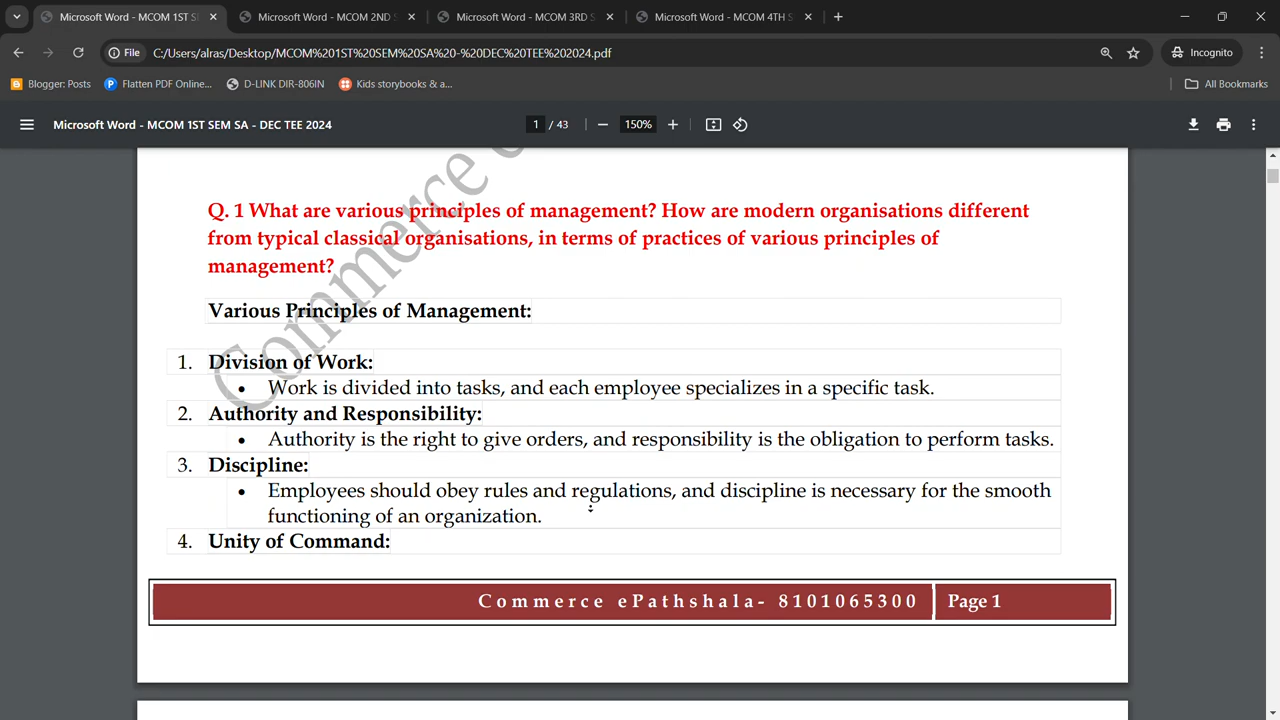 Microsoft Word - MCOM 1ST SE
Microsoft Word - MCOM 2ND S
Microsoft Word - MCOM 3RD S
Microsoft Word - MCOM 4TH S
File
C:/Users/alras/Desktop/MCOM%201ST%20SEM%20SA%20-%20DEC%20TEE%202024.pdf
Incognito
Blogger: Posts
Flatten PDF Online...
D-LINK DIR-806IN
Kids storybooks & a...
All Bookmarks
Microsoft Word - MCOM 1ST SEM SA - DEC TEE 2024
1 / 43
150%
Commerce
Q. 1 What are various principles of management? How are modern organisations different
from typical classical organisations, in terms of practices of various principles of
management?
Various Principles of Management:
1. Division of Work:
• Work is divided into tasks, and each employee specializes in a specific task.
2. Authority and Responsibility:
• Authority is the right to give orders, and responsibility is the obligation to perform tasks.
3. Discipline:
• Employees should obey rules and regulations, and discipline is necessary for the smooth
functioning of an organization.
4. Unity of Command:
Commerce ePathshala- 8101065300
Page 1